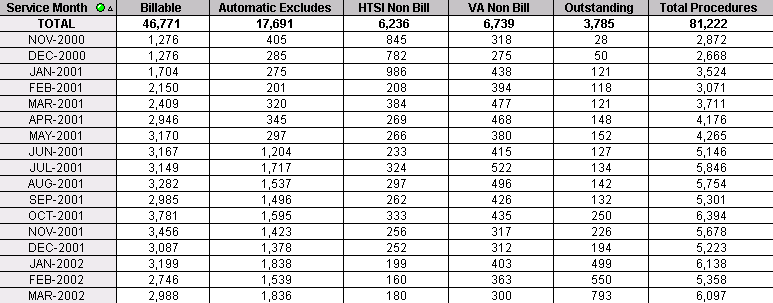 Service Month Billable Automatic Excludes HTSI Non Bill VA Non Bill Outstanding Total Procedures
TOTAL 46,771 17,691 6,236 6,739 3,785 81,222
NOV-2000 1,276 405 845 318 28 2,872
DEC-2000 1,276 285 782 275 50 2,668
JAN-2001 1,704 275 986 438 121 3,524
FEB-2001 2,150 201 208 394 118 3,071
MAR-2001 2,409 320 384 477 121 3,711
APR-2001 2,946 345 269 468 148 4,176
MAY-2001 3,170 297 266 380 152 4,265
JUN-2001 3,167 1,204 233 415 127 5,146
JUL-2001 3,149 1,717 324 522 134 5,846
AUG-2001 3,282 1,537 297 496 142 5,754
SEP-2001 2,985 1,496 262 426 132 5,301
OCT-2001 3,781 1,595 333 435 250 6,394
NOV-2001 3,456 1,423 256 317 226 5,678
DEC-2001 3,087 1,378 252 312 194 5,223
JAN-2002 3,199 1,838 199 403 499 6,138
FEB-2002 2,746 1,539 160 363 550 5,358
MAR-2002 2,988 1,836 180 300 793 6,097